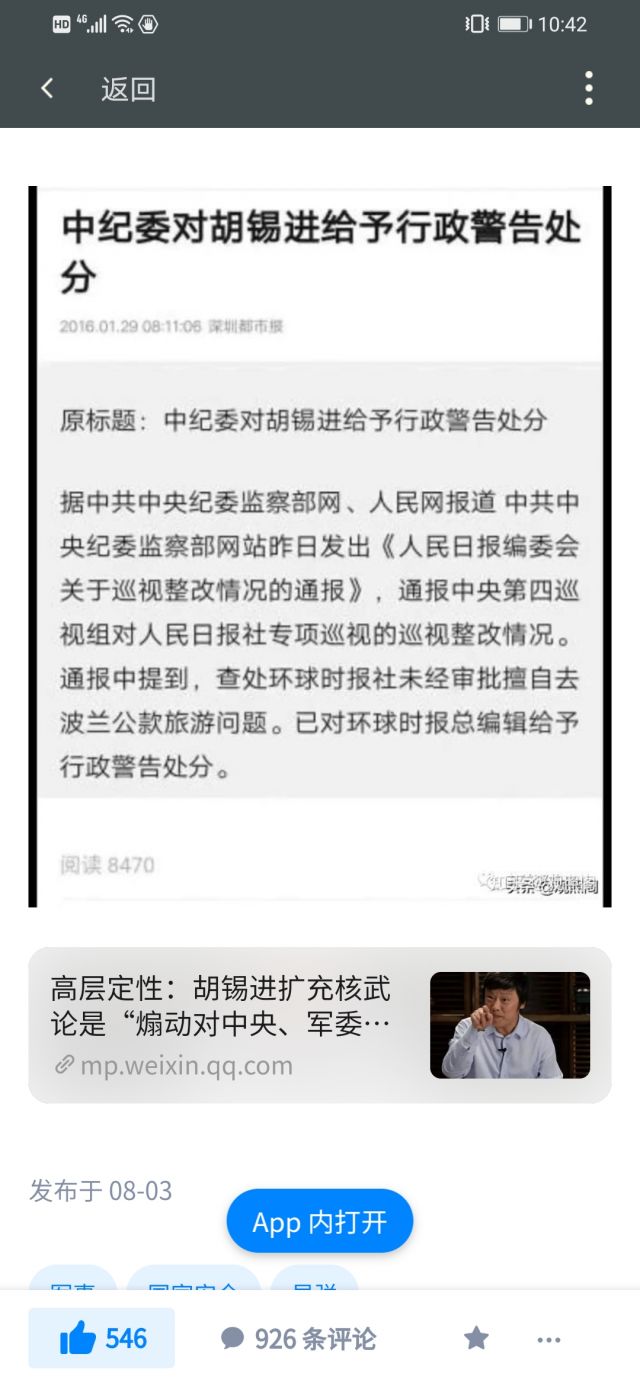 HD 4G 10:42
返回
中纪委对胡锡进给予行政警告处
分
2016.01.29 08:11:06 深圳都市报
原标题：中纪委对胡锡进给予行政警告处分
据中共中央纪委监察部网、人民网报道 中共中
央纪委监察部网站昨日发出《人民日报编委会
关于巡视整改情况的通报》，通报中央第四巡
视组对人民日报社专项巡视的巡视整改情况。
通报中提到，查处环球时报社未经审批擅自去
波兰公款旅游问题。已对环球时报总编辑给予
行政警告处分。
阅读 8470
高层定性：胡锡进扩充核武
论是“煽动对中央、军委…
mp.weixin.qq.com
发布于 08-03
App 内打开
546
926 条评论